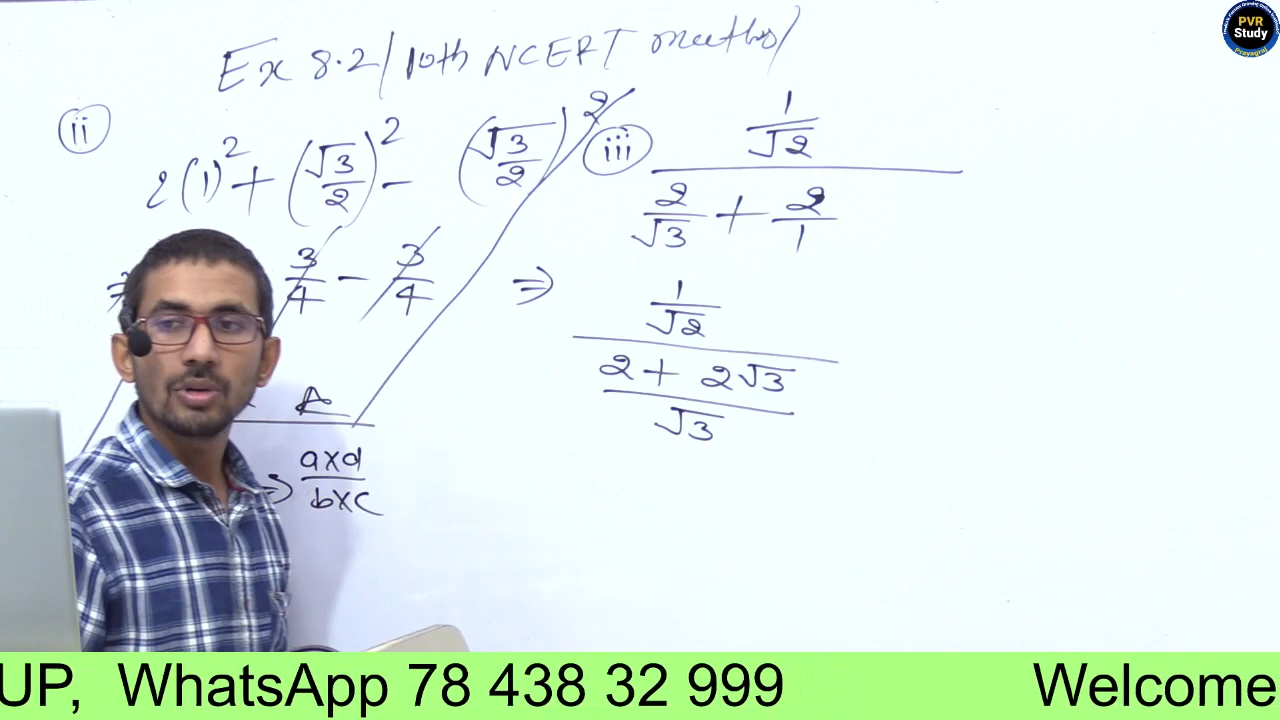 Ex 8.2/10th NCERT
PVR
Study
Prayagraj
ii
2(1)² + (√3/2)² - (√3/2)²
⇒ 3/4 - 3/4
⇒ a×d/b×c
iii
1/√2
2/√3 + 2/1
⇒ 1/√2
2 + 2√3
√3
UP, WhatsApp 78 438 32 999 Welcome